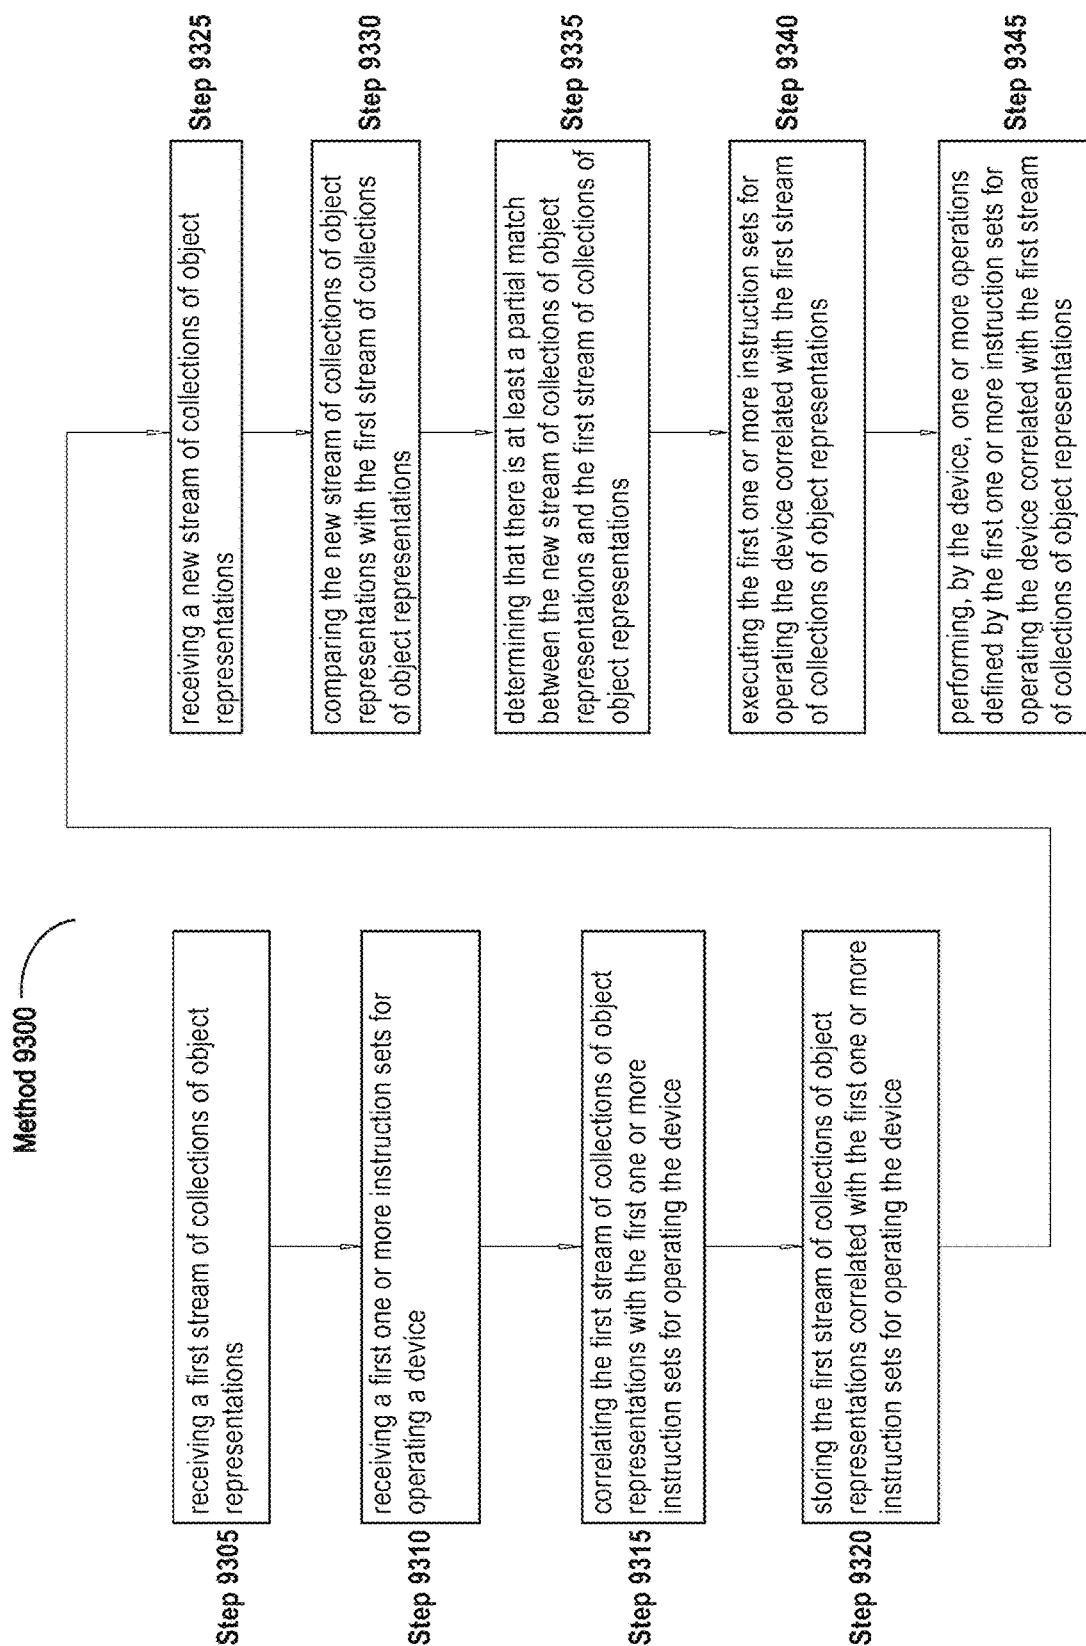 Method 9300
Step 9305
receiving a first stream of collections of object
representations
Step 9310
receiving a first one or more instruction sets for
operating a device
Step 9315
correlating the first stream of collections of object
representations with the first one or more
instruction sets for operating the device
Step 9320
storing the first stream of collections of object
representations correlated with the first one or more
instruction sets for operating the device
receiving a new stream of collections of object
representations
Step 9325
comparing the new stream of collections of object
representations with the first stream of collections
of object representations
Step 9330
determining that there is at least a partial match
between the new stream of collections of object
representations and the first stream of collections of
object representations
Step 9335
executing the first one or more instruction sets for
operating the device correlated with the first stream
of collections of object representations
Step 9340
performing, by the device, one or more operations
defined by the first one or more instruction sets for
operating the device correlated with the first stream
of collections of object representations
Step 9345